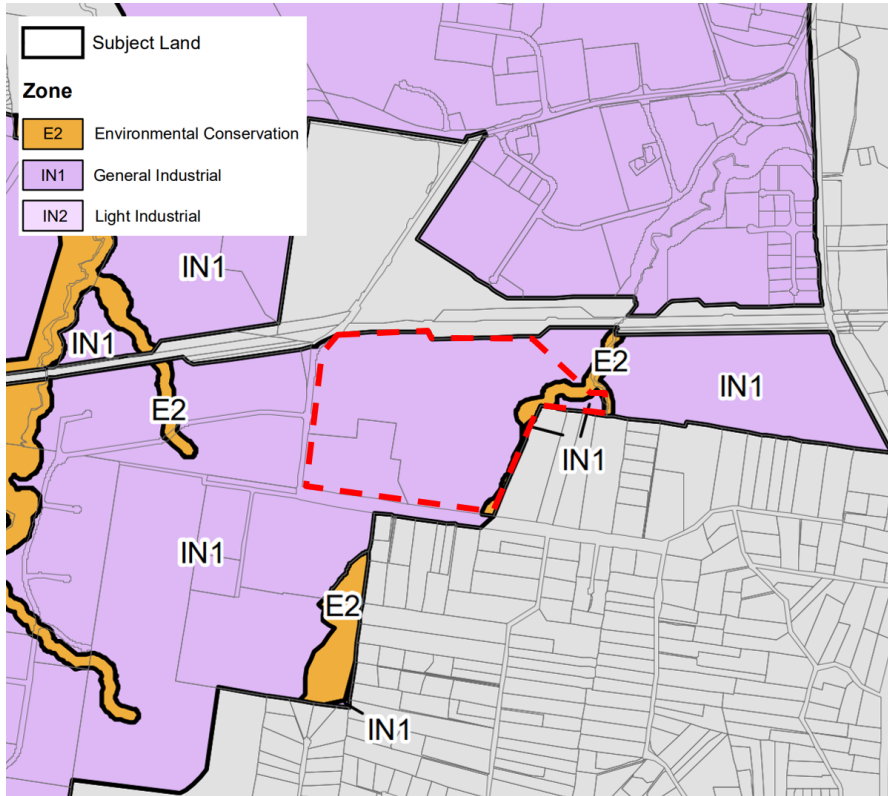 Subject Land
Zone
E2 Environmental Conservation
IN1 General Industrial
IN2 Light Industrial
IN1
IN1
E2
E2
IN1
IN1
IN1
E2
IN1